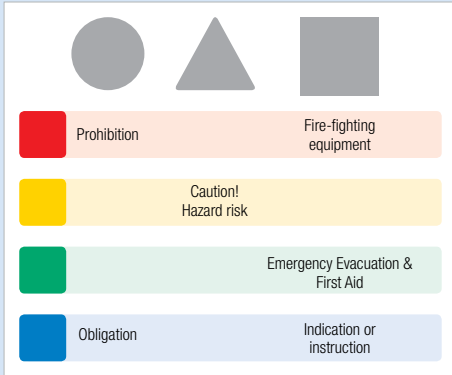 Prohibition
Fire-fighting
equipment
Caution!
Hazard risk
Emergency Evacuation &
First Aid
Obligation
Indication or
instruction